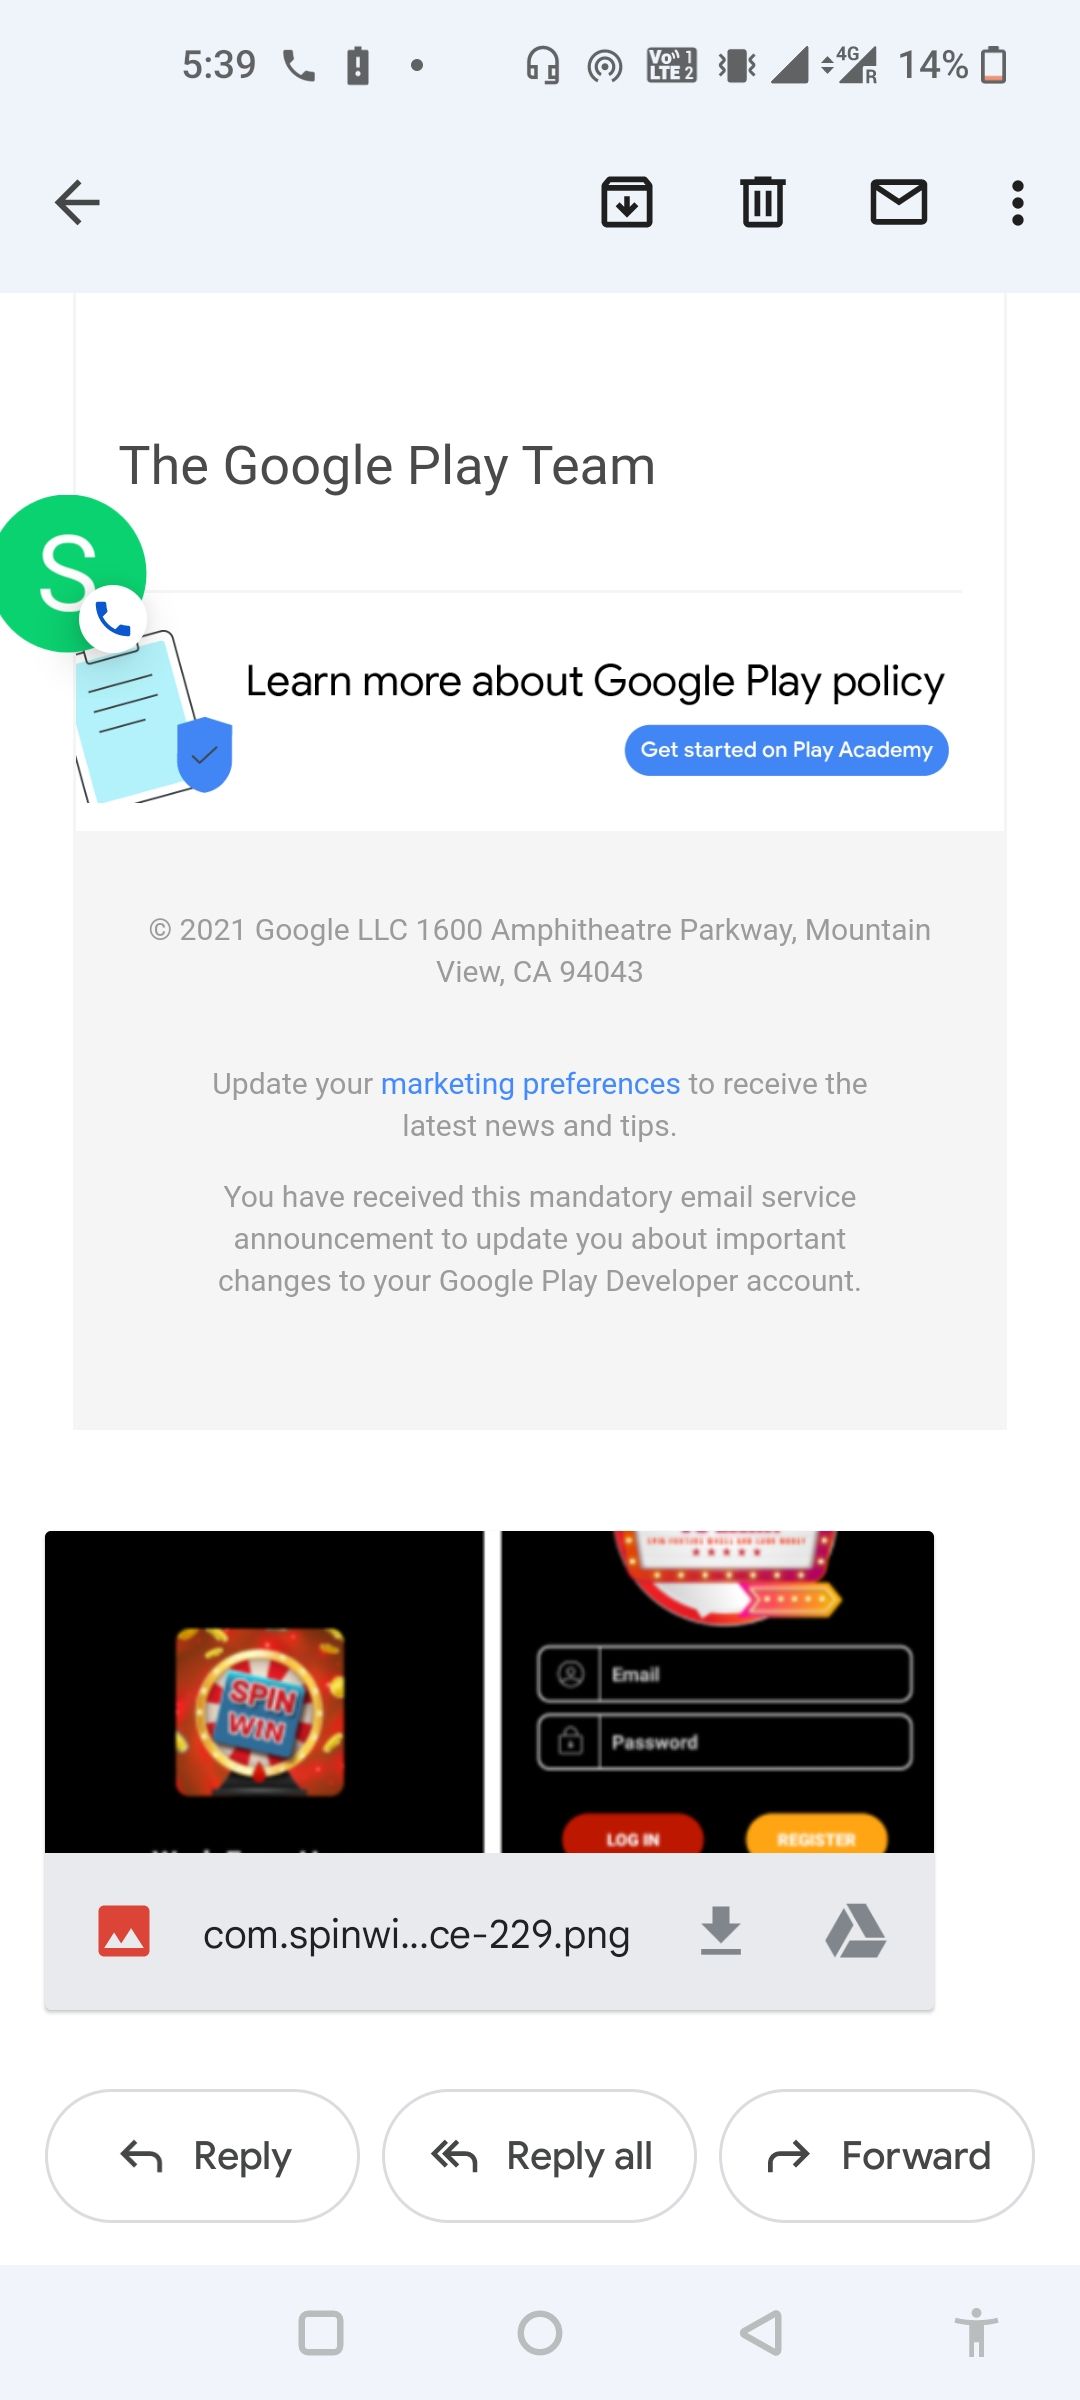 5:39
Vo 1
LTE 2
4G
R
14%
The Google Play Team
S
Learn more about Google Play policy
Get started on Play Academy
© 2021 Google LLC 1600 Amphitheatre Parkway, Mountain
View, CA 94043
Update your marketing preferences to receive the
latest news and tips.
You have received this mandatory email service
announcement to update you about important
changes to your Google Play Developer account.
SPIN
WIN
Email
Password
LOG IN
REGISTER
com.spinwi...ce-229.png
Reply
Reply all
Forward